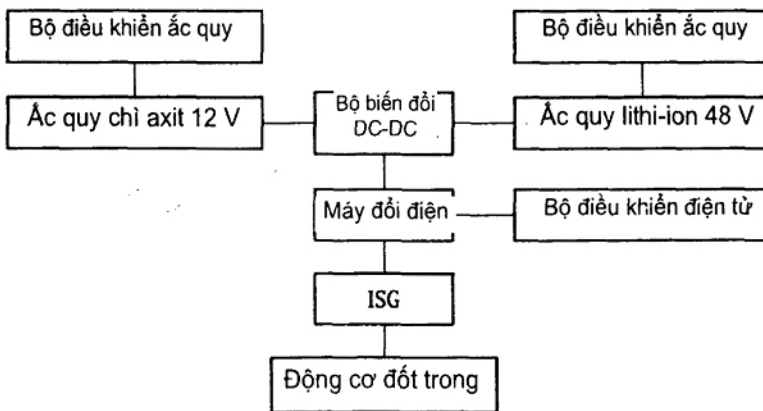 Bộ điều khiển ắc quy
Bộ điều khiển ắc quy
Ắc quy chì axit 12 V
Bộ biến đổi
DC-DC
Ắc quy lithi-ion 48 V
Máy đổi điện
Bộ điều khiển điện tử
ISG
Động cơ đốt trong